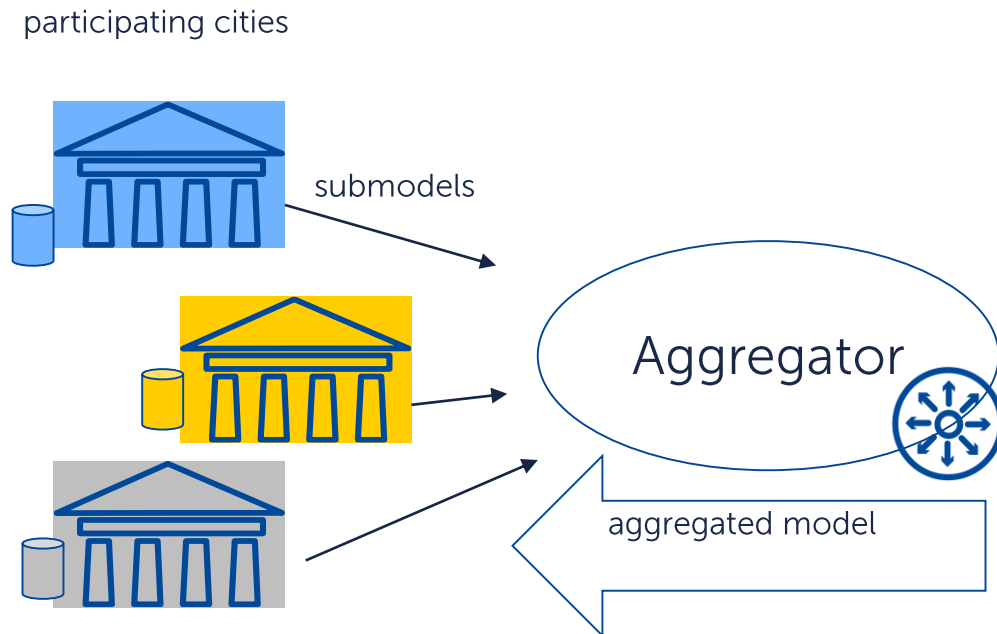 participating cities
submodels
Aggregator
aggregated model